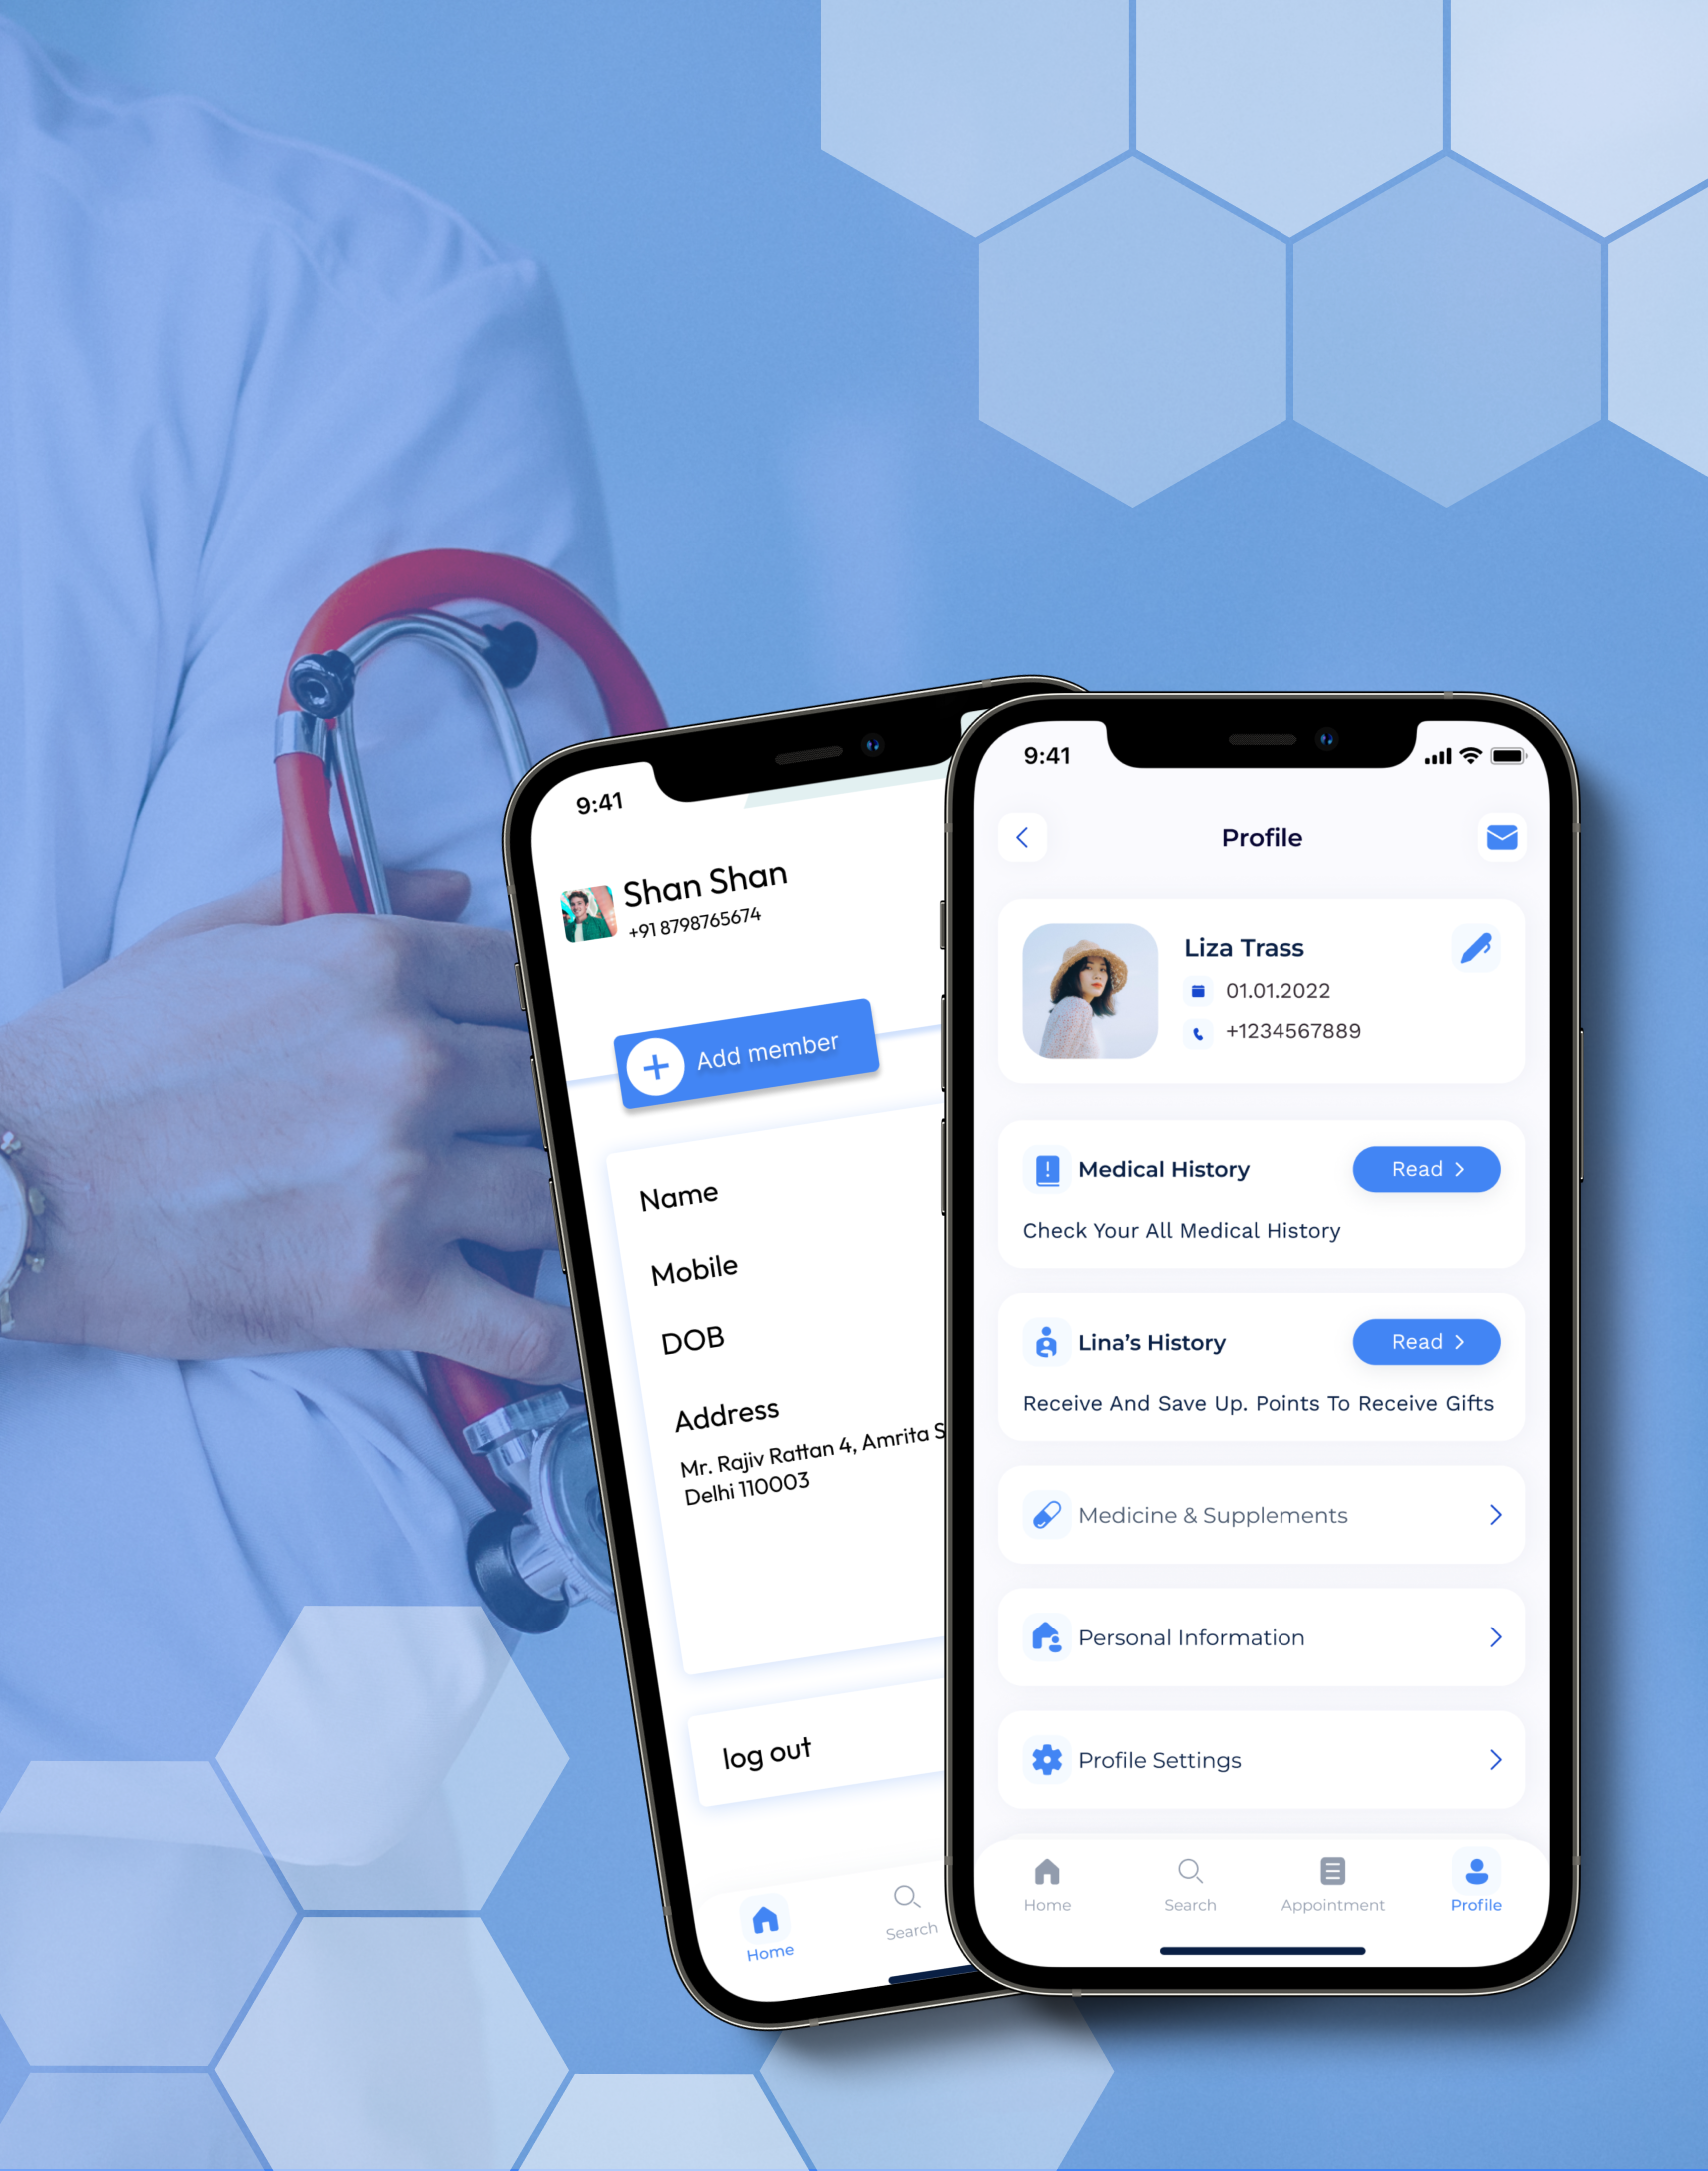 9:41
Shan Shan
+91 8798765674
Add member
Name
Mobile
DOB
Address
Mr. Rajiv Rattan 4, Amrita S
Delhi 110003
log out
Home
Search
9:41
Profile
Liza Trass
01.01.2022
+1234567889
Medical History
Read
Check Your All Medical History
Lina's History
Read
Receive And Save Up. Points To Receive Gifts
Medicine & Supplements
Personal Information
Profile Settings
Home
Search
Appointment
Profile